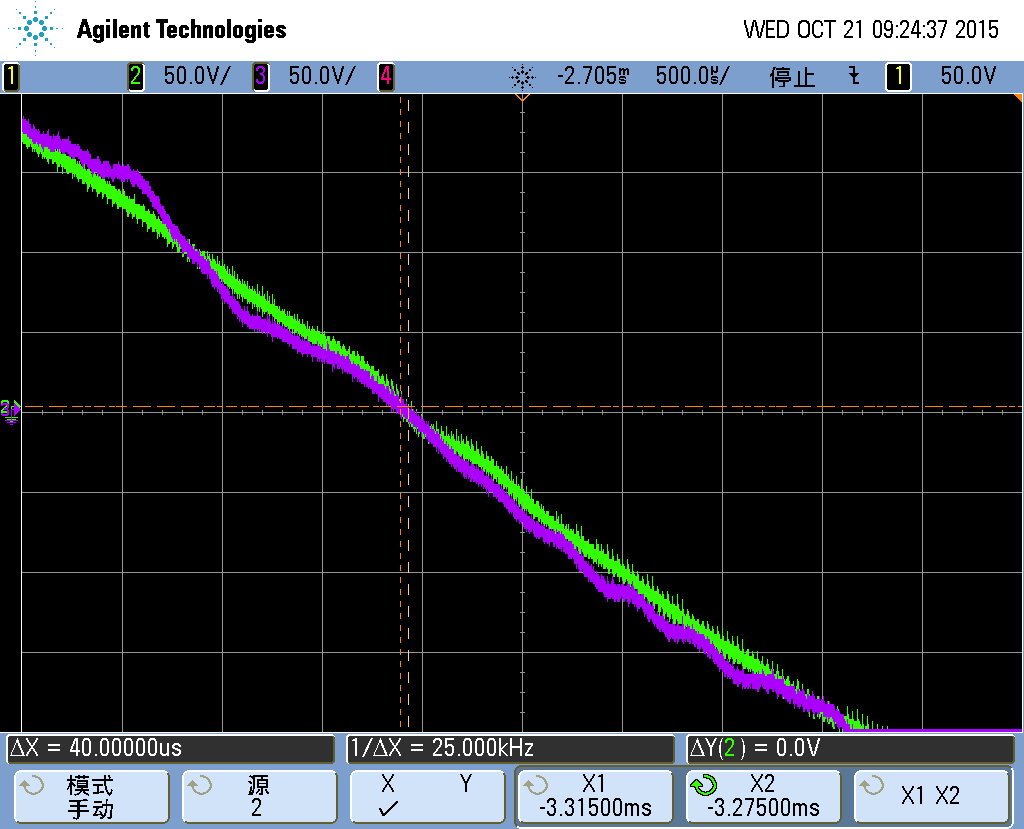 Agilent Technologies WED OCT 21 09:24:37 2015
1 2 50.0V/ 3 50.0V/ 4 -2.705ms 500.0us/ 停止 1 50.0V
2
ΔX = 40.00000us 1/ΔX = 25.000kHz ΔY(2) = 0.0V
模式 源 X Y X1 X2 X1 X2
手动 2 ✓ -3.31500ms -3.27500ms